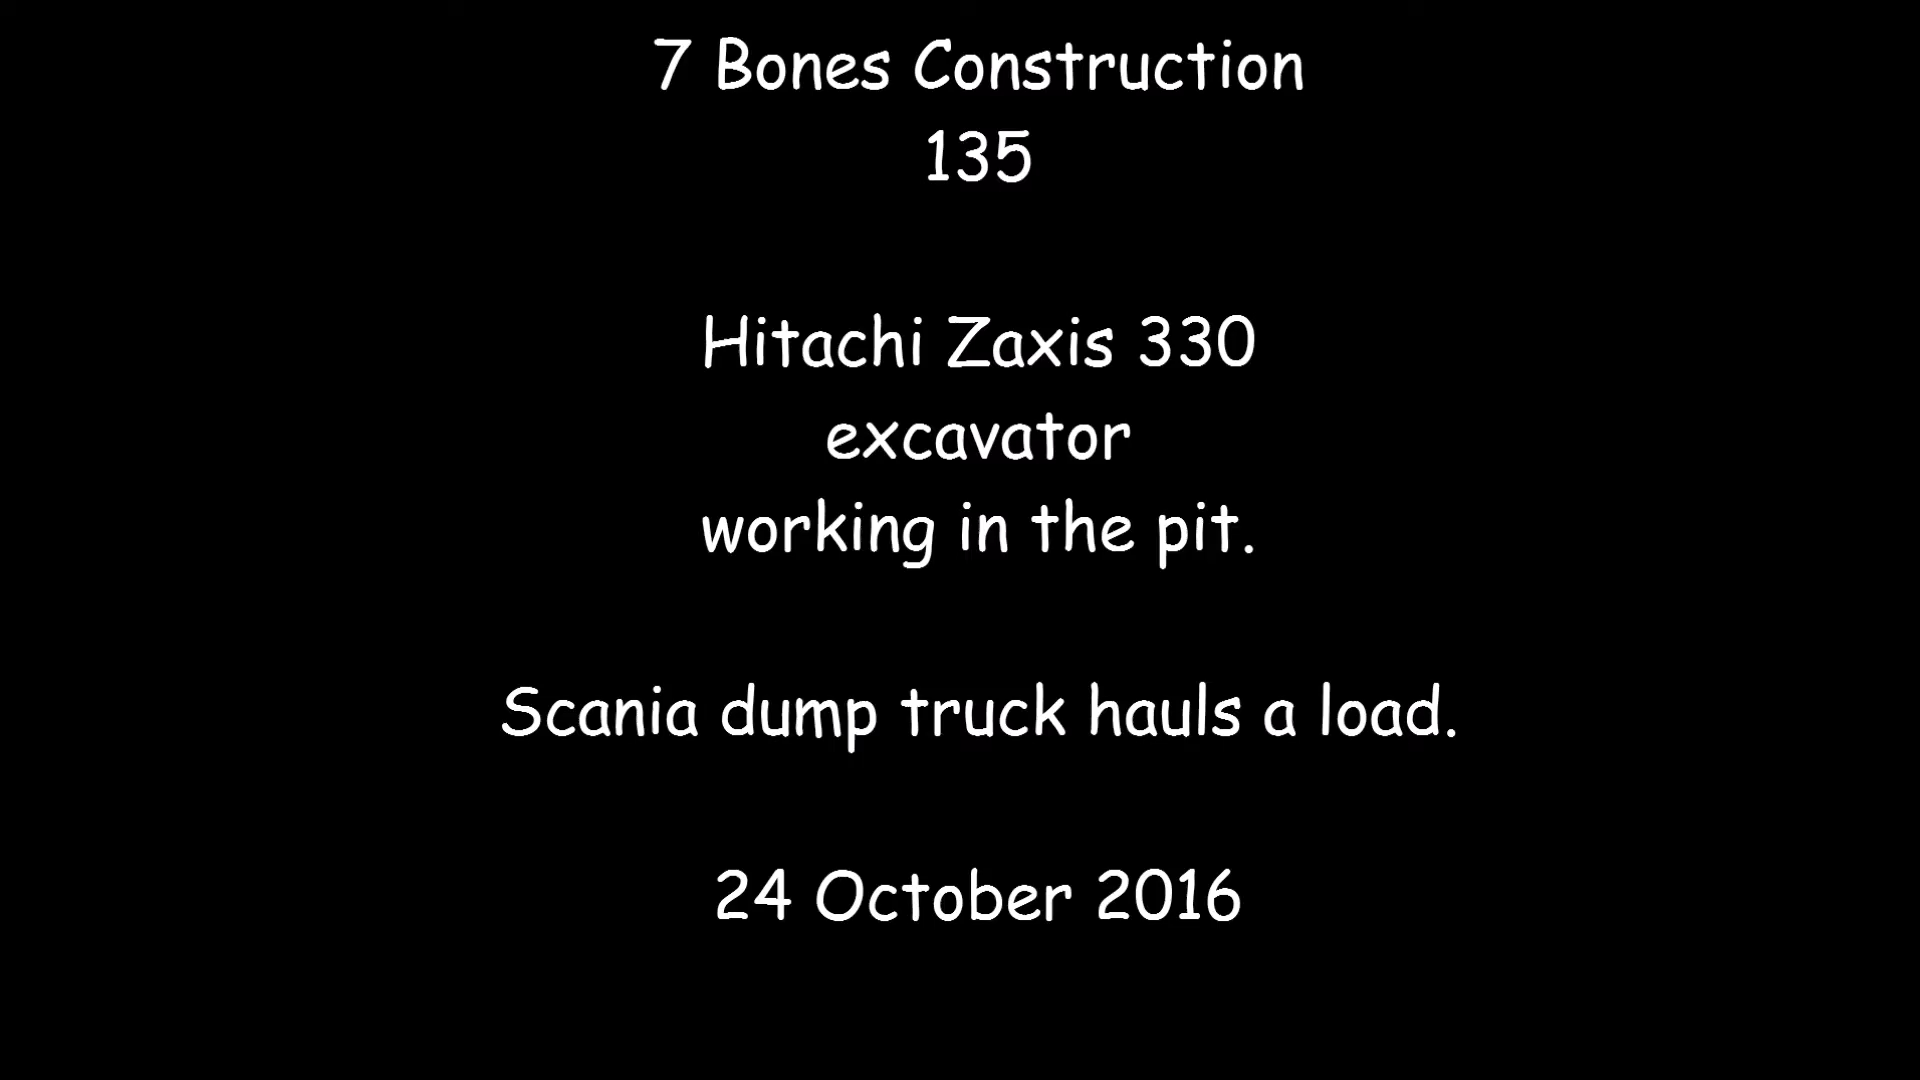 7 Bones Construction
135
Hitachi Zaxis 330
excavator
working in the pit.
Scania dump truck hauls a load.
24 October 2016